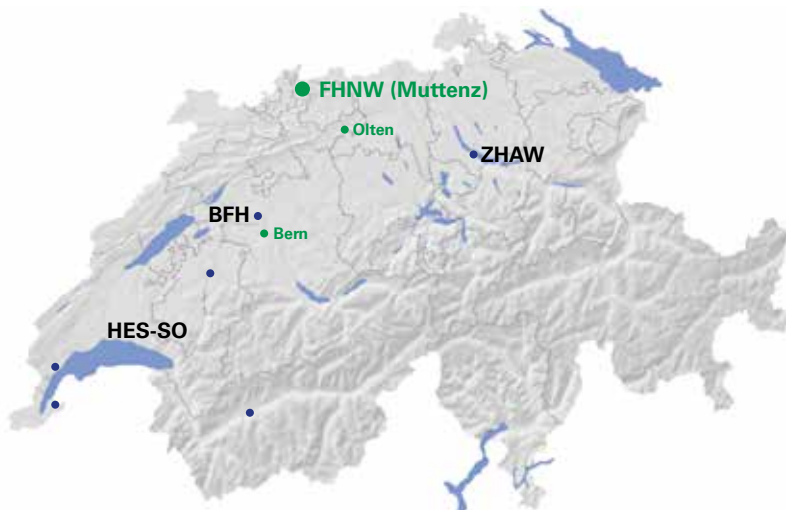 FHNW (Muttenz)
Olten
ZHAW
BFH
Bern
HES-SO